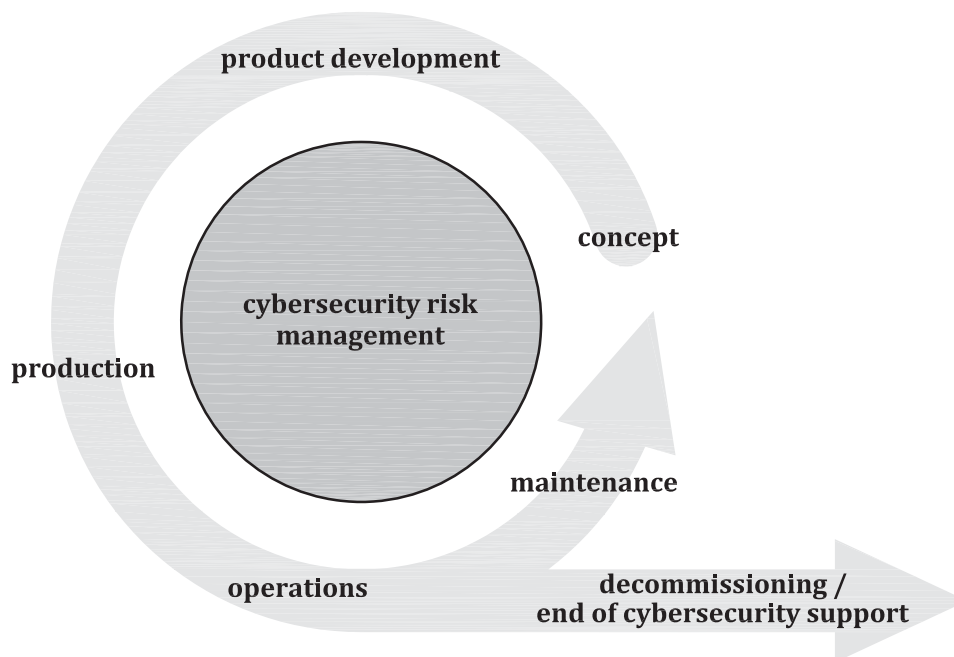 product development
concept
cybersecurity risk
management
production
maintenance
operations
decommissioning /
end of cybersecurity support